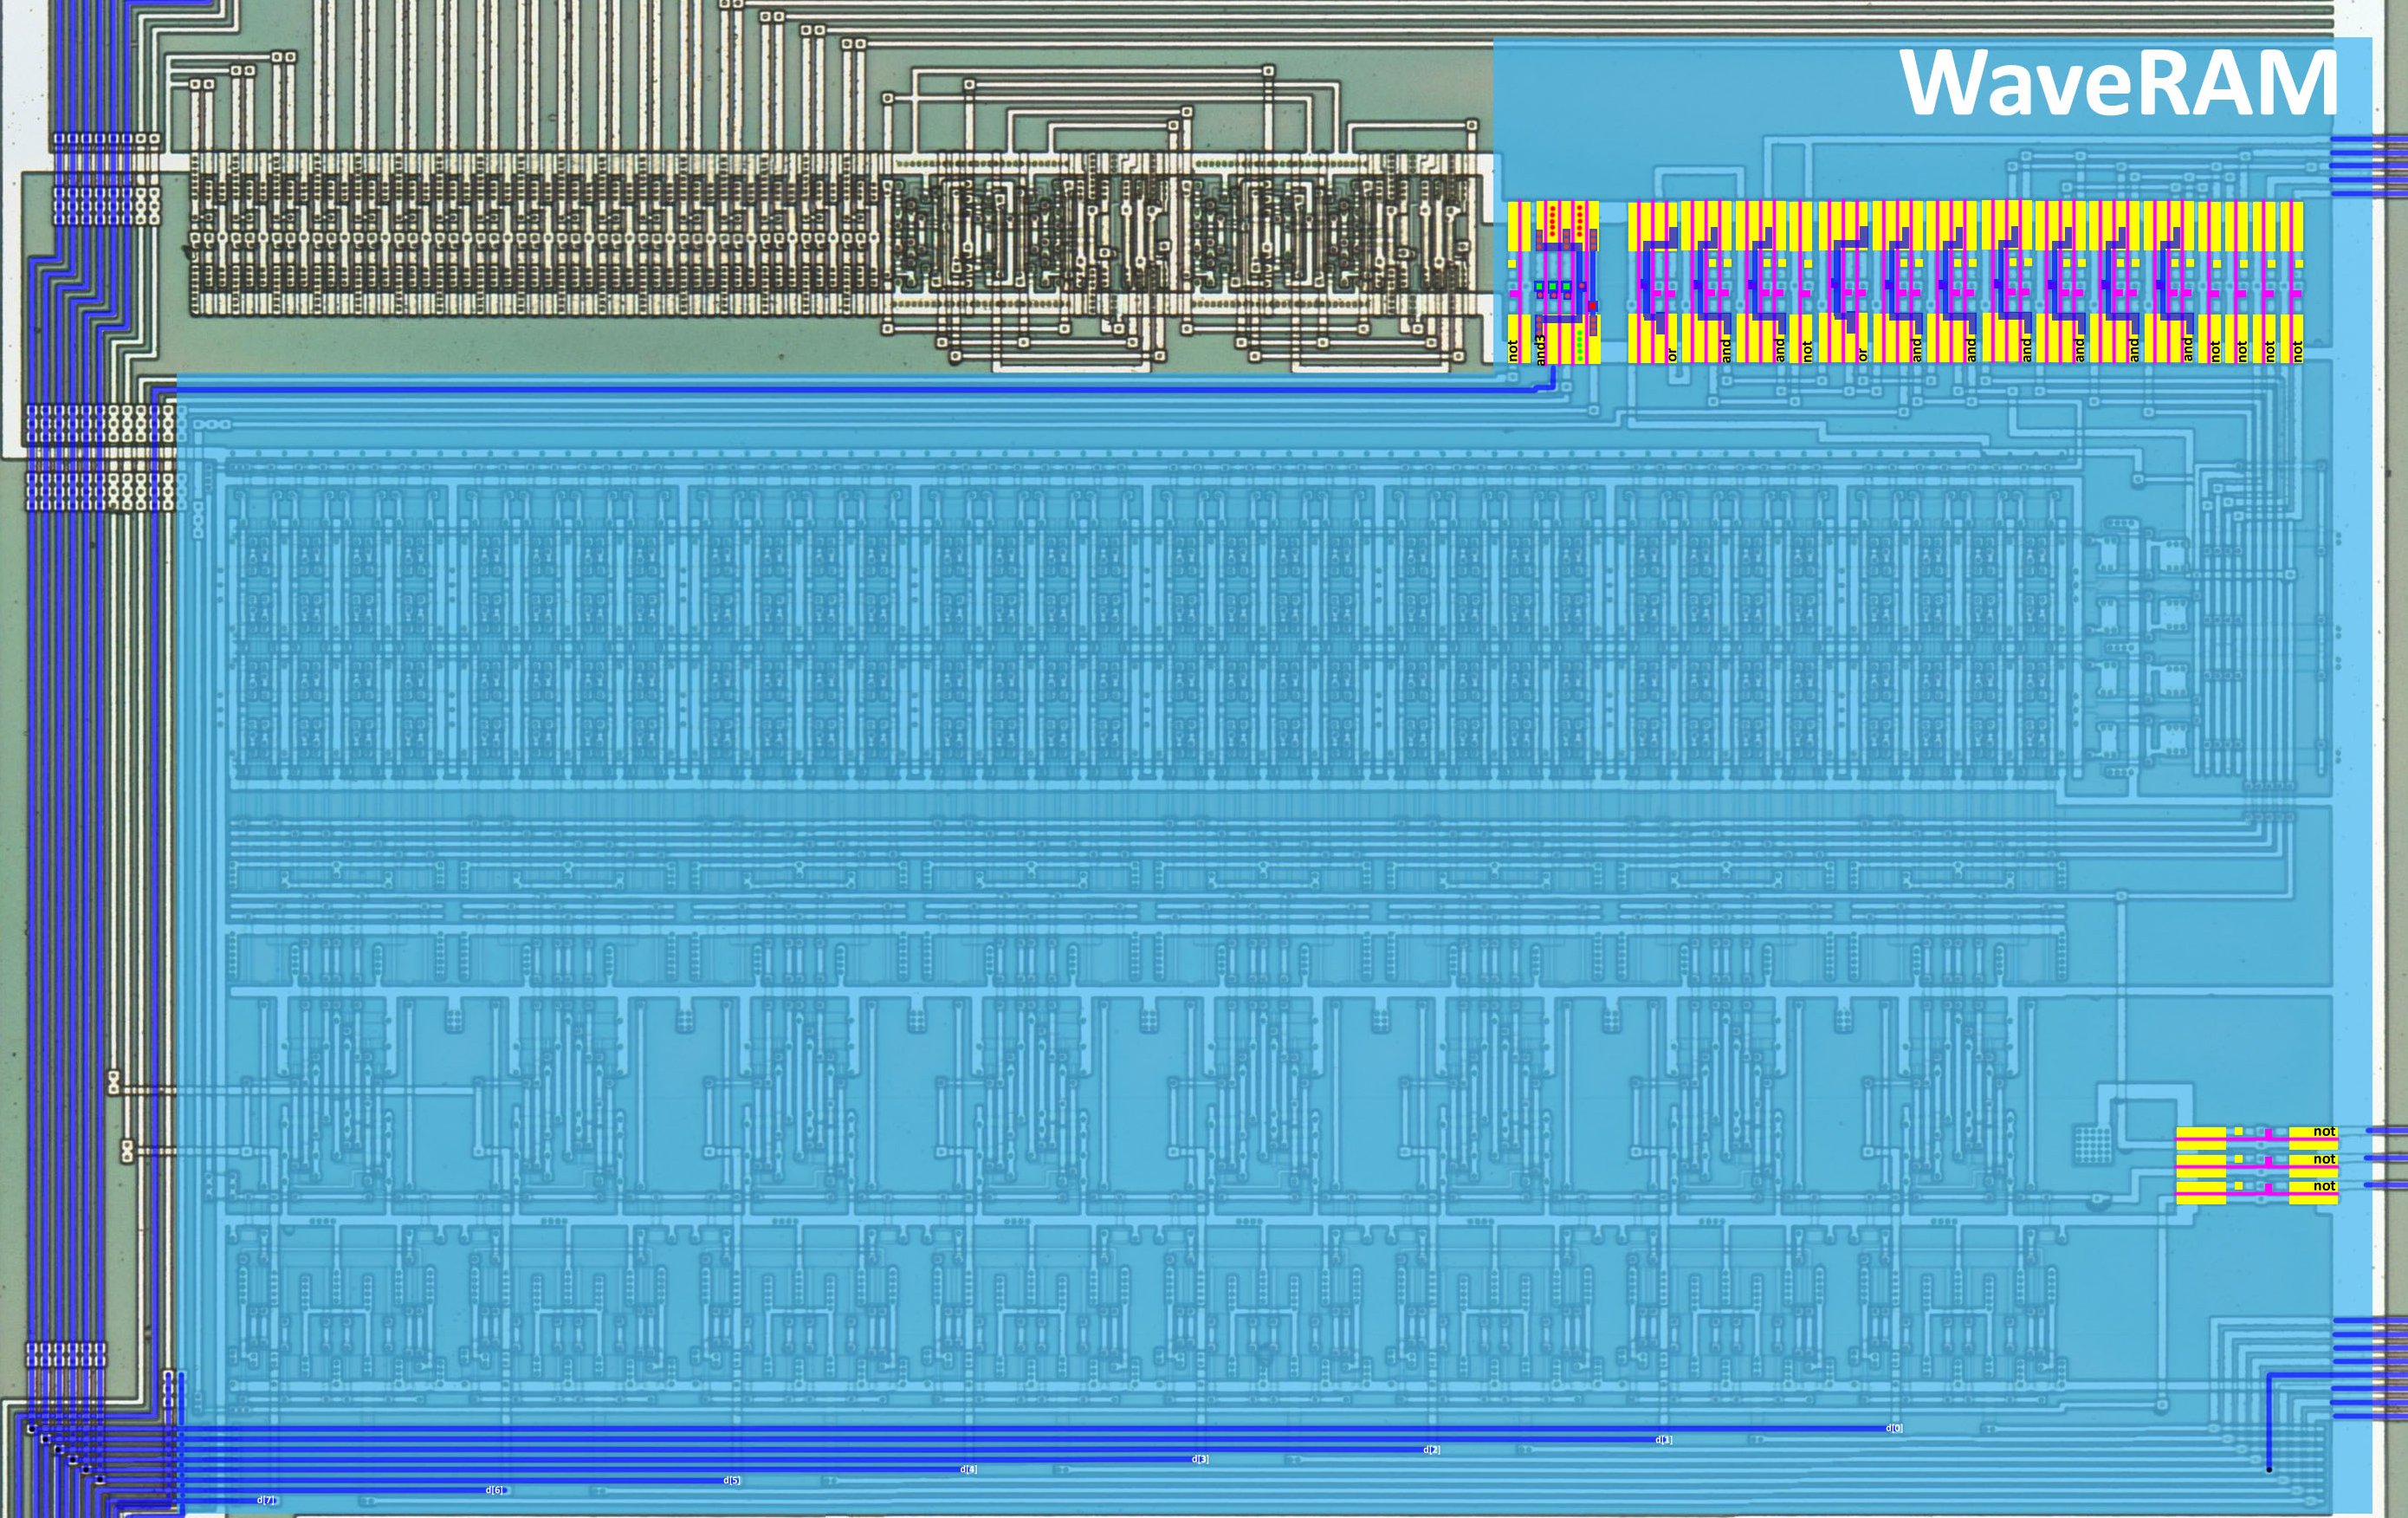 WaveRAM
not
and3
or
and
and
not
or
and
and
and
and
and
and
not
not
not
not
not
not
not
d[0]
d[1]
d[2]
d[3]
d[4]
d[5]
d[6]
d[7]